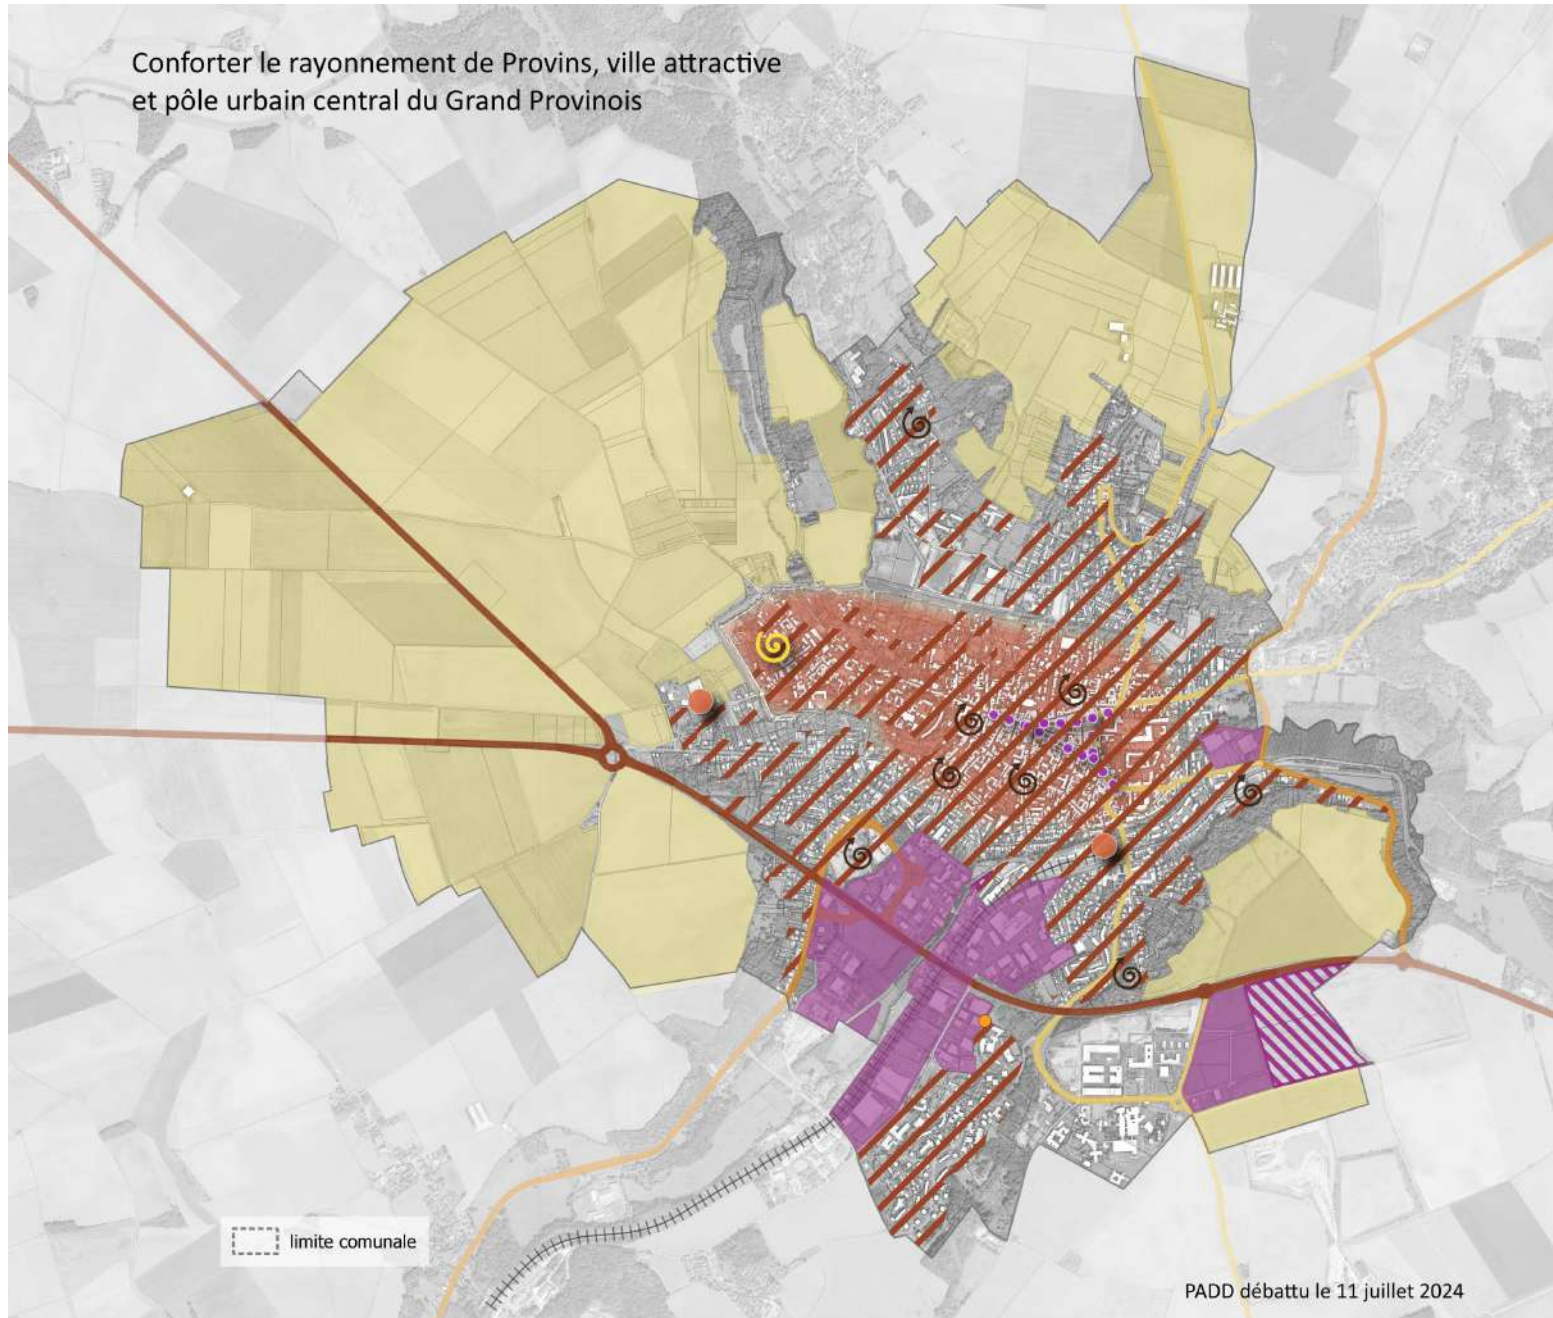 Conforter le rayonnement de Provins, ville attractive
et pôle urbain central du Grand Provinois
limite comunale
PADD débattu le 11 juillet 2024